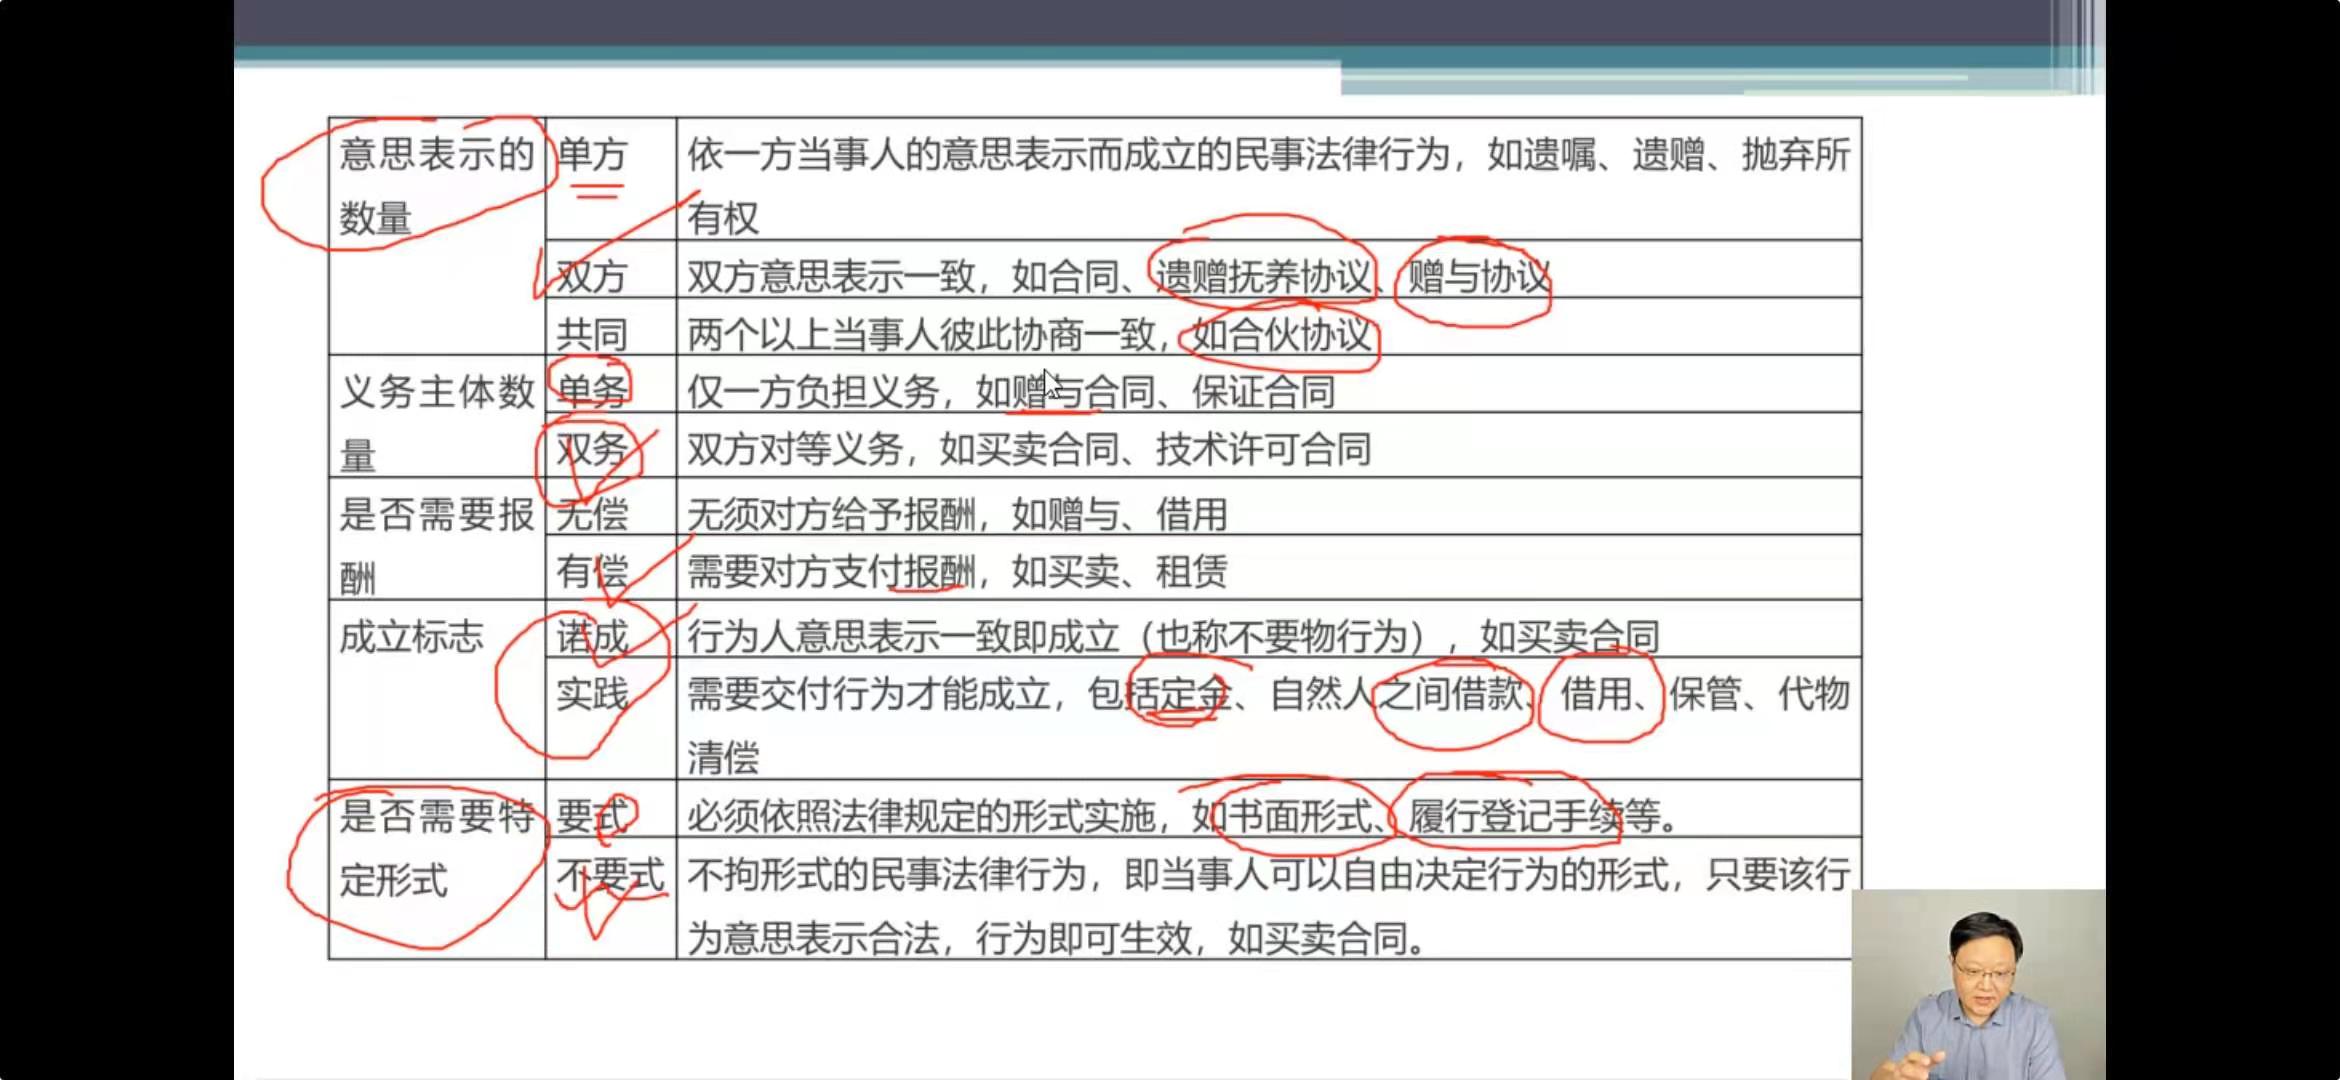 意思表示的
数量
单方
依一方当事人的意思表示而成立的民事法律行为，如遗嘱、遗赠、抛弃所
有权
双方
双方意思表示一致，如合同、遗赠抚养协议、赠与协议
共同
两个以上当事人彼此协商一致，如合伙协议
义务主体数
量
单务
仅一方负担义务，如赠与合同、保证合同
双务
双方对等义务，如买卖合同、技术许可合同
是否需要报
酬
无偿
无须对方给予报酬，如赠与、借用
有偿
需要对方支付报酬，如买卖、租赁
成立标志
诺成
行为人意思表示一致即成立（也称不要物行为），如买卖合同
实践
需要交付行为才能成立，包括定金、自然人之间借款、借用、保管、代物
清偿
是否需要特
定形式
要式
必须依照法律规定的形式实施，如书面形式、履行登记手续等。
不要式
不拘形式的民事法律行为，即当事人可以自由决定行为的形式，只要该行
为意思表示合法，行为即可生效，如买卖合同。